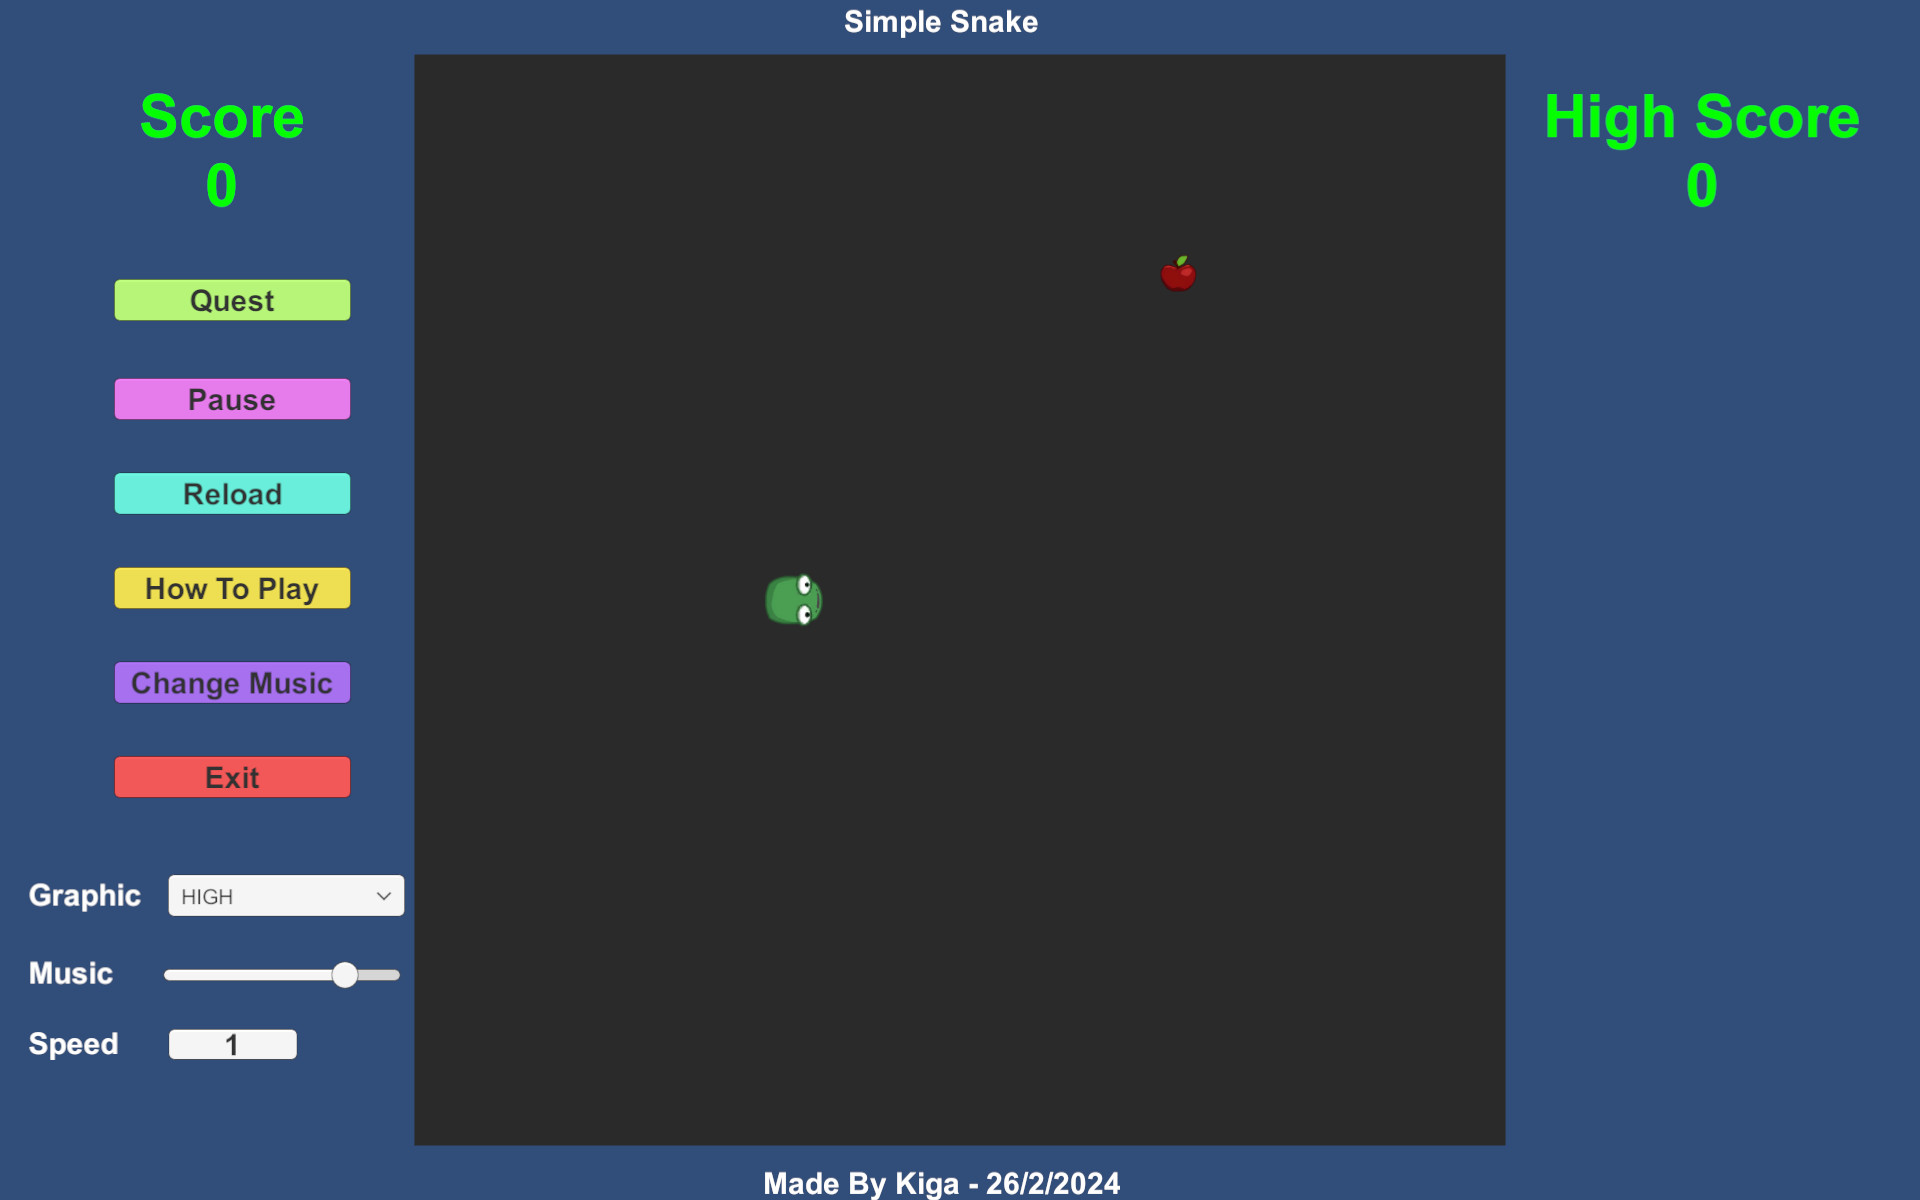 Simple Snake
Score
0
High Score
0
Quest
Pause
Reload
How To Play
Change Music
Exit
Graphic HIGH
Music
Speed 1
Made By Kiga - 26/2/2024